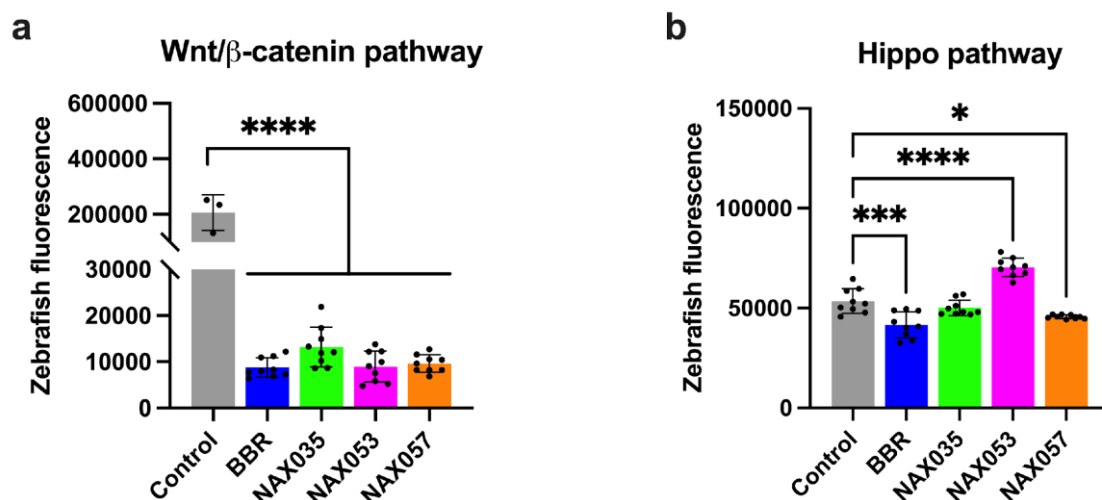 a
Wnt/β-catenin pathway
Zebrafish fluorescence
600000
400000
200000
30000
20000
10000
0
****
Control
BBR
NAX035
NAX053
NAX057
b
Hippo pathway
Zebrafish fluorescence
150000
100000
50000
0
*
****
***
Control
BBR
NAX035
NAX053
NAX057